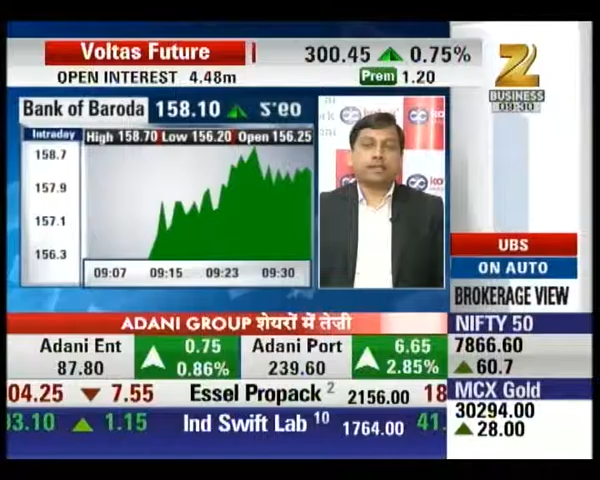 Voltas Future
300.45 0.75%
OPEN INTEREST 4.48m
Prem 1.20
Z
BUSINESS
09:30
Bank of Baroda 158.10
Intraday High 158.70 Low 156.20 Open 156.25
158.7
157.9
157.1
156.3
09:07 09:15 09:23 09:30
UBS
ON AUTO
BROKERAGE VIEW
ADANI GROUP शेयरों में तेज़ी
Adani Ent 0.75
87.80 0.86%
Adani Port 6.65
239.60 2.85%
NIFTY 50
7866.60
60.7
MCX Gold
30294.00
28.00
04.25 7.55 Essel Propack 2 2156.00 18
3.10 1.15 Ind Swift Lab 10 1764.00 41.